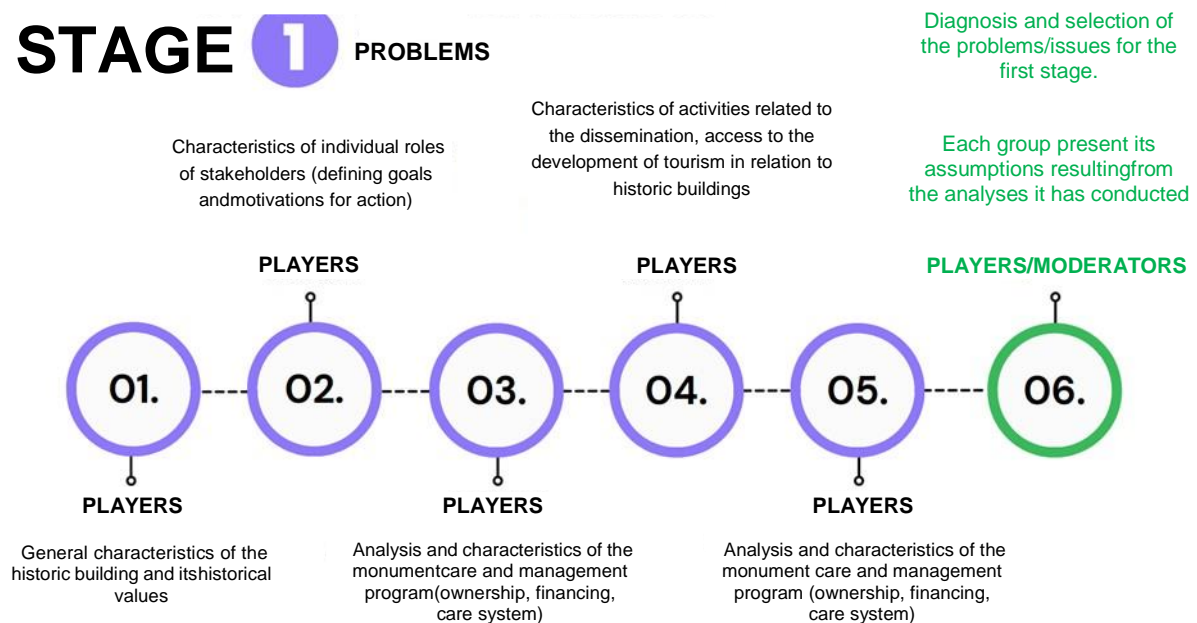 STAGE 1 PROBLEMS
Diagnosis and selection of
the problems/issues for the
first stage.
Characteristics of individual roles
of stakeholders (defining goals
andmotivations for action)
Characteristics of activities related to
the dissemination, access to the
development of tourism in relation to
historic buildings
Each group present its
assumptions resultingfrom
the analyses it has conducted
PLAYERS
PLAYERS
PLAYERS/MODERATORS
01.
02.
03.
04.
05.
06.
PLAYERS
PLAYERS
PLAYERS
General characteristics of the
historic building and itshistorical
values
Analysis and characteristics of the
monumentcare and management
program(ownership, financing,
care system)
Analysis and characteristics of the
monument care and management
program (ownership, financing,
care system)